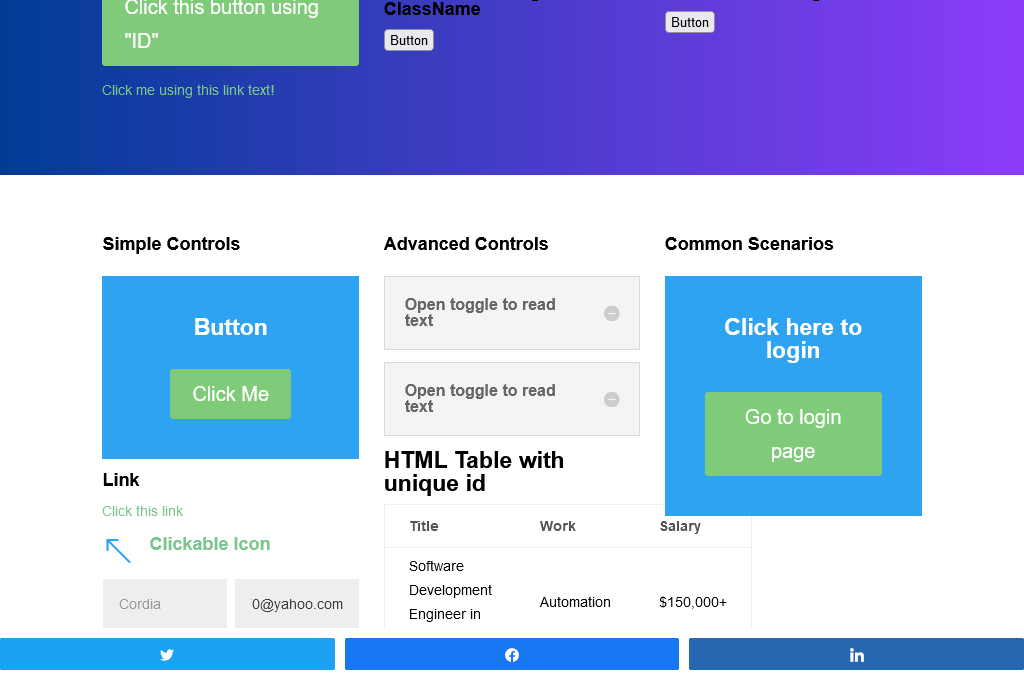 Click this button using
"ID"
Click me using this link text!
ClassName
Button
Button
Simple Controls
Button
Click Me
Link
Click this link
Clickable Icon
Cordia
0@yahoo.com
Advanced Controls
Open toggle to read
text
Open toggle to read
text
HTML Table with
unique id
Title Work Salary
Software
Development
Engineer in
Automation
$150,000+
Common Scenarios
Click here to
login
Go to login
page
in